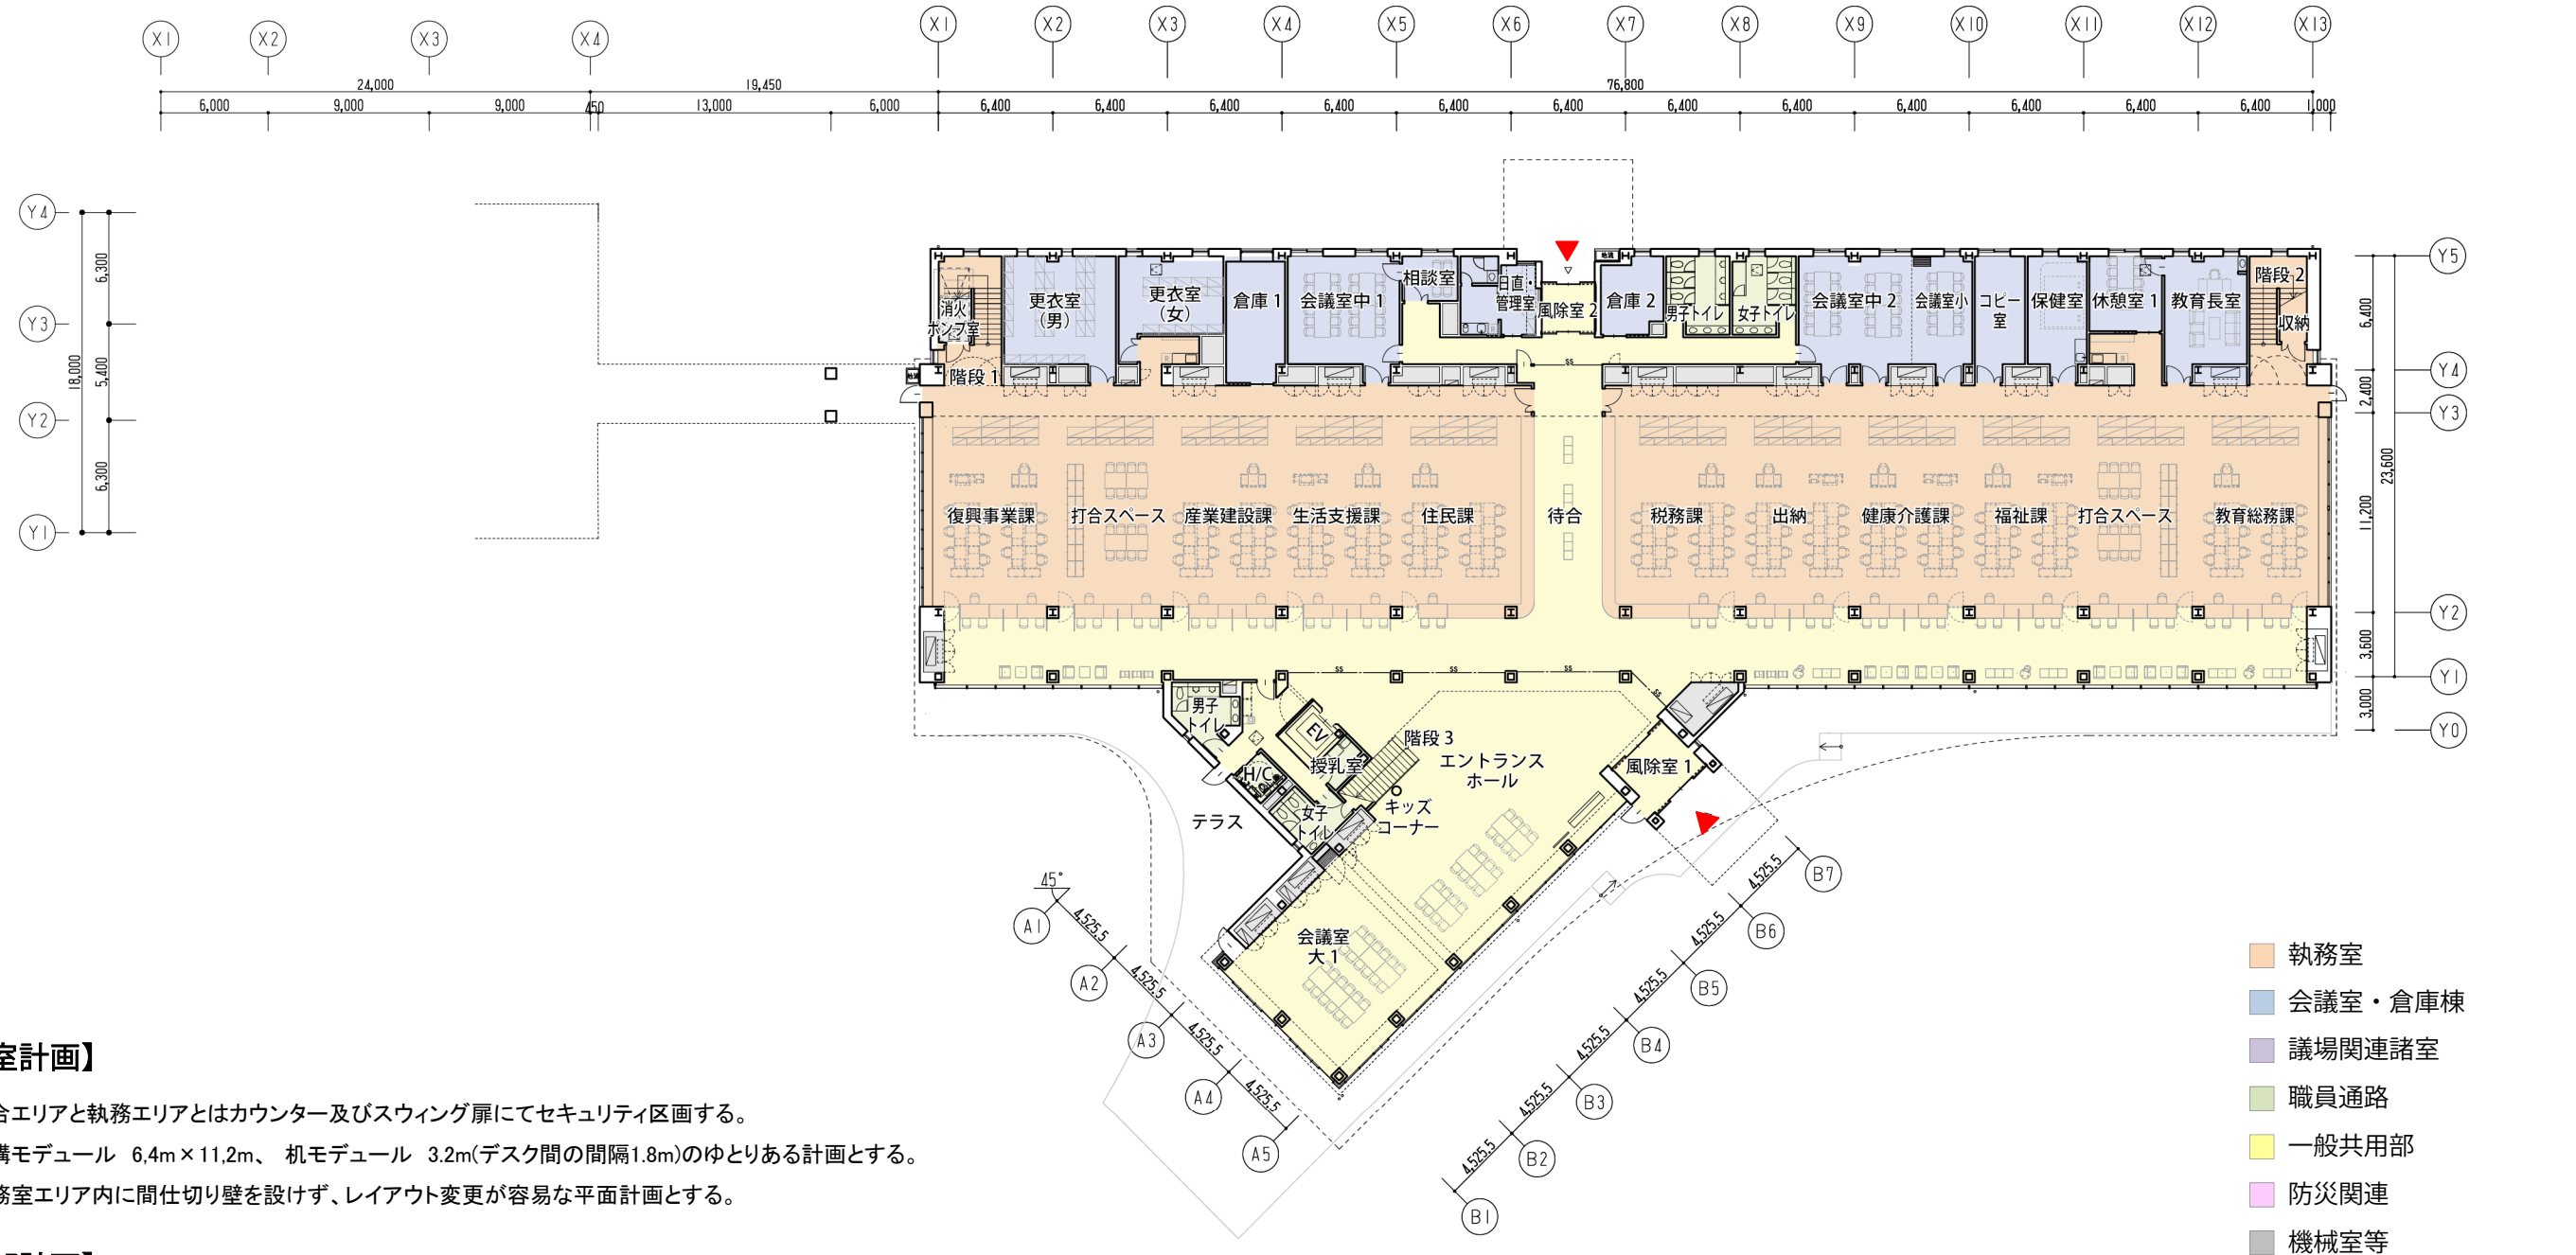 X1 X2 X3 X4 X1 X2 X3 X4 X5 X6 X7 X8 X9 X10 X11 X12 X13
24,000 19,450 76,800
6,000 9,000 9,000 450 13,000 6,000 6,400 6,400 6,400 6,400 6,400 6,400 6,400 6,400 6,400 6,400 6,400 6,400 1,000
Y4
Y3
Y2
Y1
6,300
5,400
6,300
18,000
Y5
Y4
Y3
Y2
Y1
Y0
6,400
2,400
11,200
3,600
3,000
23,600
消火
ポンプ室
階段 1
更衣室
(男)
更衣室
(女)
倉庫 1
会議室中 1
相談室
日直
管理室
風除室 2
倉庫 2
男子トイレ
女子トイレ
会議室中 2
会議室小
コピー
室
保健室
休憩室 1
教育長室
階段 2
収納
SS
復興事業課
打合スペース
産業建設課
生活支援課
住民課
待合
税務課
出納
健康介護課
福祉課
打合スペース
教育総務課
SS SS SS SS
男子
トイレ
EV
授乳室
H/C
女子
トイレ
テラス
階段 3
エントランス
ホール
キッズ
コーナー
風除室 1
会議室
大 1
45°
A1
A2
A3
A4
A5
4,525.5
4,525.5
4,525.5
4,525.5
B7
B6
B5
B4
B3
B2
B1
4,525.5
4,525.5
4,525.5
4,525.5
4,525.5
4,525.5
執務室
会議室・倉庫棟
議場関連諸室
職員通路
一般共用部
防災関連
機械室等
室計画】
合エリアと執務エリアとはカウンター及びスウィング扉にてセキュリティ区画する。
構モデュール 6,4m×11,2m、 机モデュール 3.2m(デスク間の間隔1.8m)のゆとりある計画とする。
務室エリア内に間仕切り壁を設けず、レイアウト変更が容易な平面計画とする。